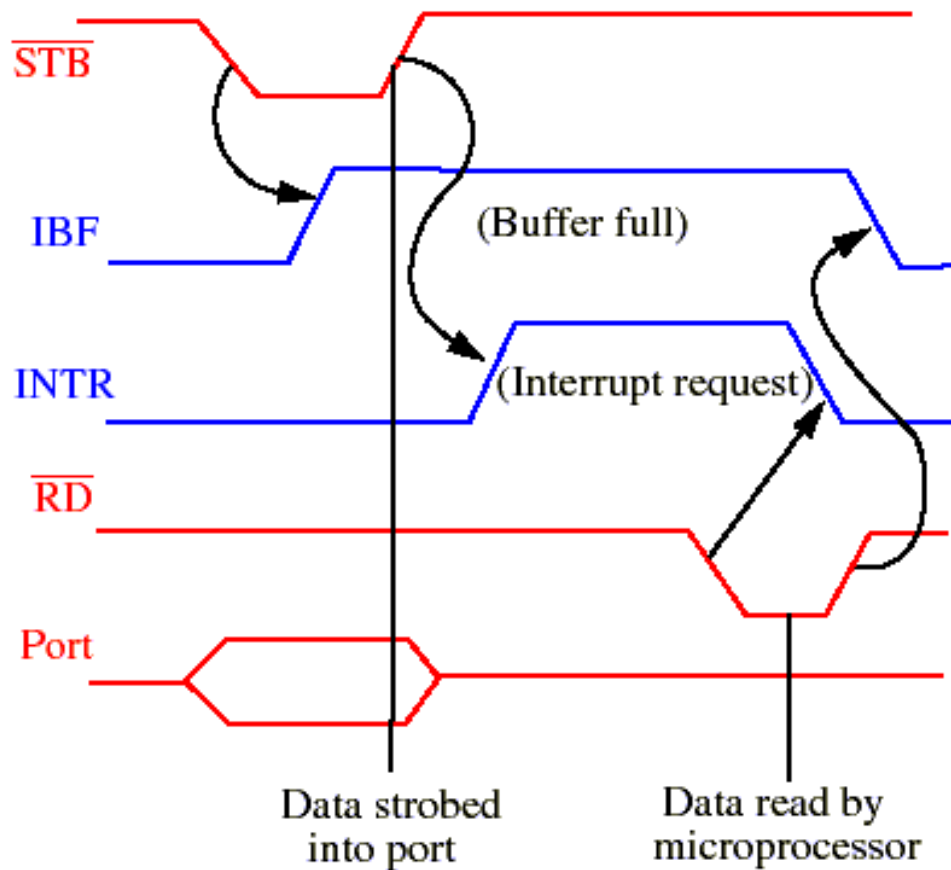 STB
IBF
(Buffer full)
INTR
(Interrupt request)
RD
Port
Data strobed
into port
Data read by
microprocessor